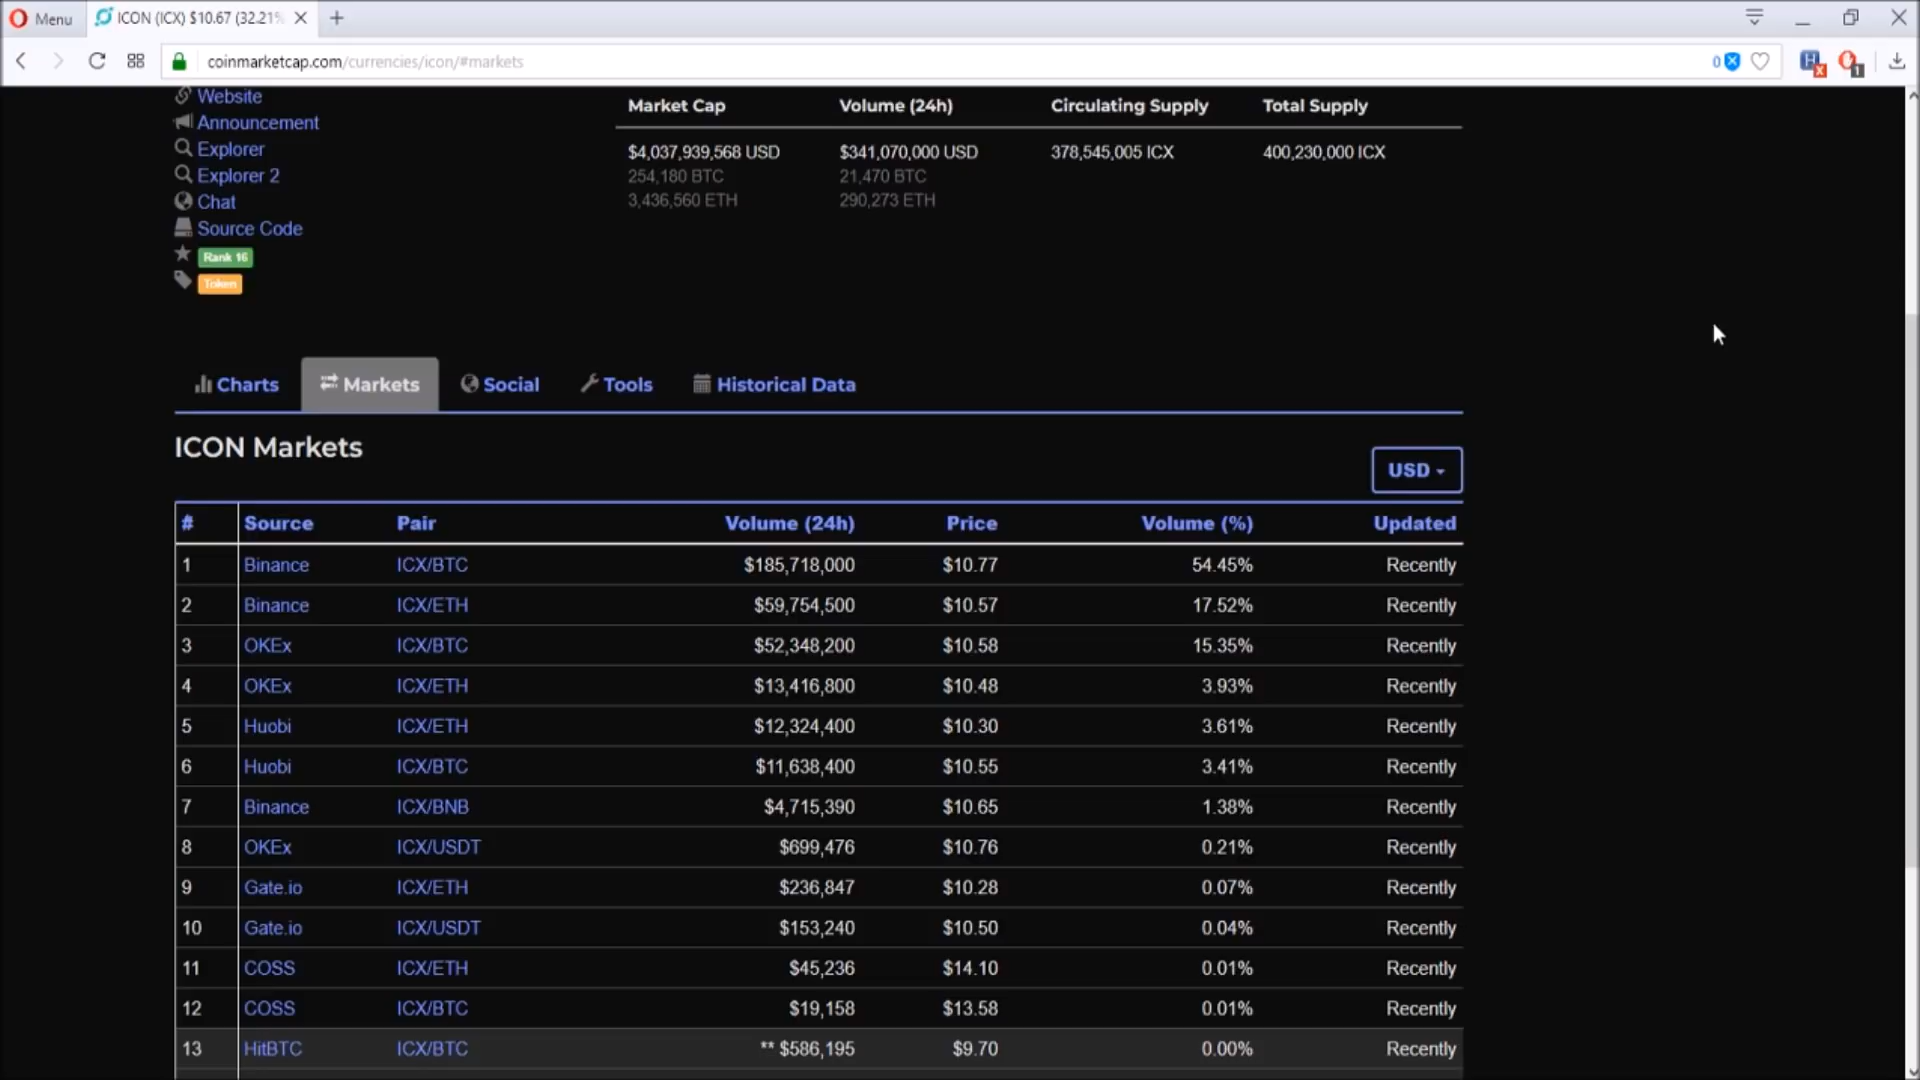 Menu ICON (ICX) $10.67 (32.21%
coinmarketcap.com/currencies/icon/#markets 0
Website
Announcement
Explorer
Explorer 2
Chat
Source Code
Rank 16
Token
Market Cap Volume (24h) Circulating Supply Total Supply
$4,037,939,568 USD $341,070,000 USD 378,545,005 ICX 400,230,000 ICX
254,180 BTC 21,470 BTC
3,436,560 ETH 290,273 ETH
Charts Markets Social Tools Historical Data
ICON Markets
USD
# Source Pair Volume (24h) Price Volume (%) Updated
1 Binance ICX/BTC $185,718,000 $10.77 54.45% Recently
2 Binance ICX/ETH $59,754,500 $10.57 17.52% Recently
3 OKEx ICX/BTC $52,348,200 $10.58 15.35% Recently
4 OKEx ICX/ETH $13,416,800 $10.48 3.93% Recently
5 Huobi ICX/ETH $12,324,400 $10.30 3.61% Recently
6 Huobi ICX/BTC $11,638,400 $10.55 3.41% Recently
7 Binance ICX/BNB $4,715,390 $10.65 1.38% Recently
8 OKEx ICX/USDT $699,476 $10.76 0.21% Recently
9 Gate.io ICX/ETH $236,847 $10.28 0.07% Recently
10 Gate.io ICX/USDT $153,240 $10.50 0.04% Recently
11 COSS ICX/ETH $45,236 $14.10 0.01% Recently
12 COSS ICX/BTC $19,158 $13.58 0.01% Recently
13 HitBTC ICX/BTC ** $586,195 $9.70 0.00% Recently